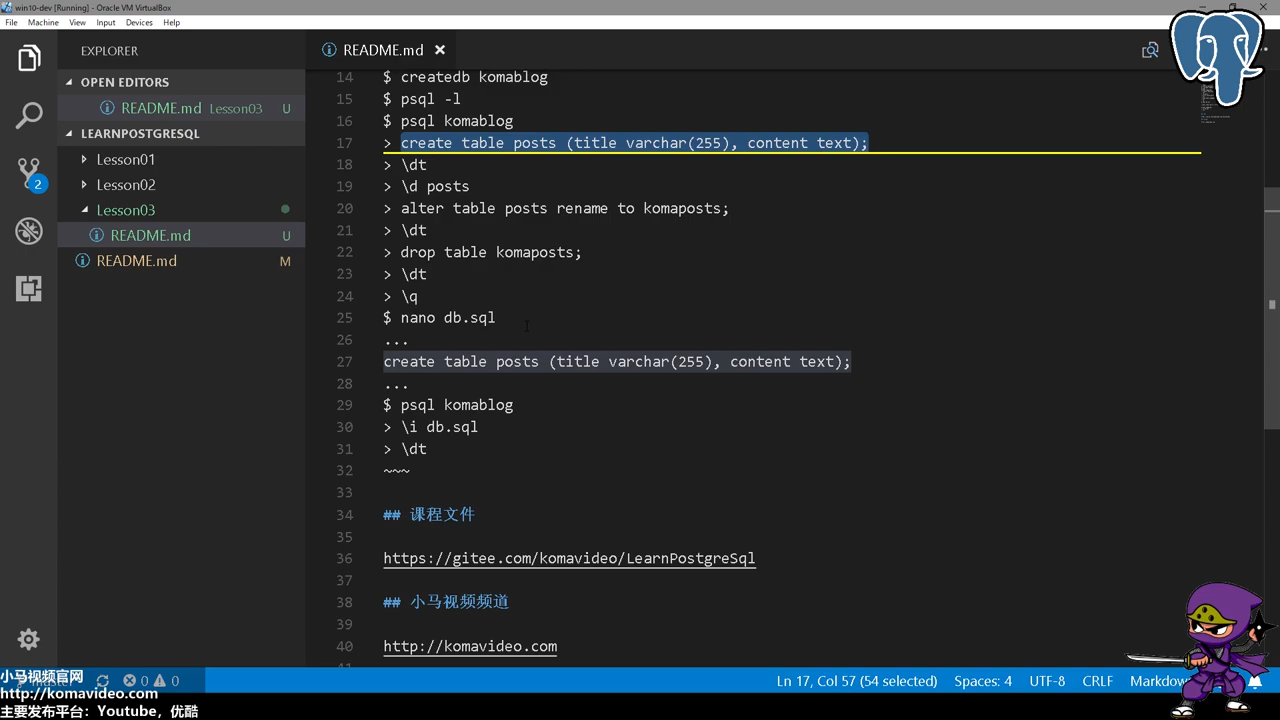 win10-dev [Running] - Oracle VM VirtualBox
File Machine View Input Devices Help
EXPLORER
README.md
OPEN EDITORS
README.md Lesson03 U
LEARNPOSTGRESQL
Lesson01
Lesson02
Lesson03
README.md U
README.md M
2
14 $ createdb komablog
15 $ psql -l
16 $ psql komablog
17 > create table posts (title varchar(255), content text);
18 > \dt
19 > \d posts
20 > alter table posts rename to komaposts;
21 > \dt
22 > drop table komaposts;
23 > \dt
24 > \q
25 $ nano db.sql
26 ...
27 create table posts (title varchar(255), content text);
28 ...
29 $ psql komablog
30 > \i db.sql
31 > \dt
32 ~~~
33
34 ## 课程文件
35
36 https://gitee.com/komavideo/LearnPostgreSql
37
38 ## 小马视频频道
39
40 http://komavideo.com
0 0
Ln 17, Col 57 (54 selected) Spaces: 4 UTF-8 CRLF Markdow
小马视频官网
http://komavideo.com
主要发布平台：Youtube，优酷